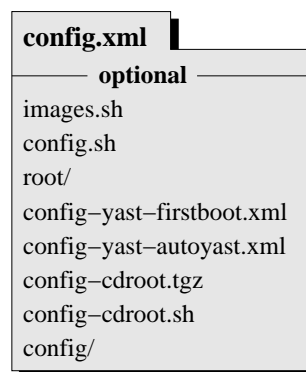 config.xml
optional
images.sh
config.sh
root/
config−yast−firstboot.xml
config−yast−autoyast.xml
config−cdroot.tgz
config−cdroot.sh
config/